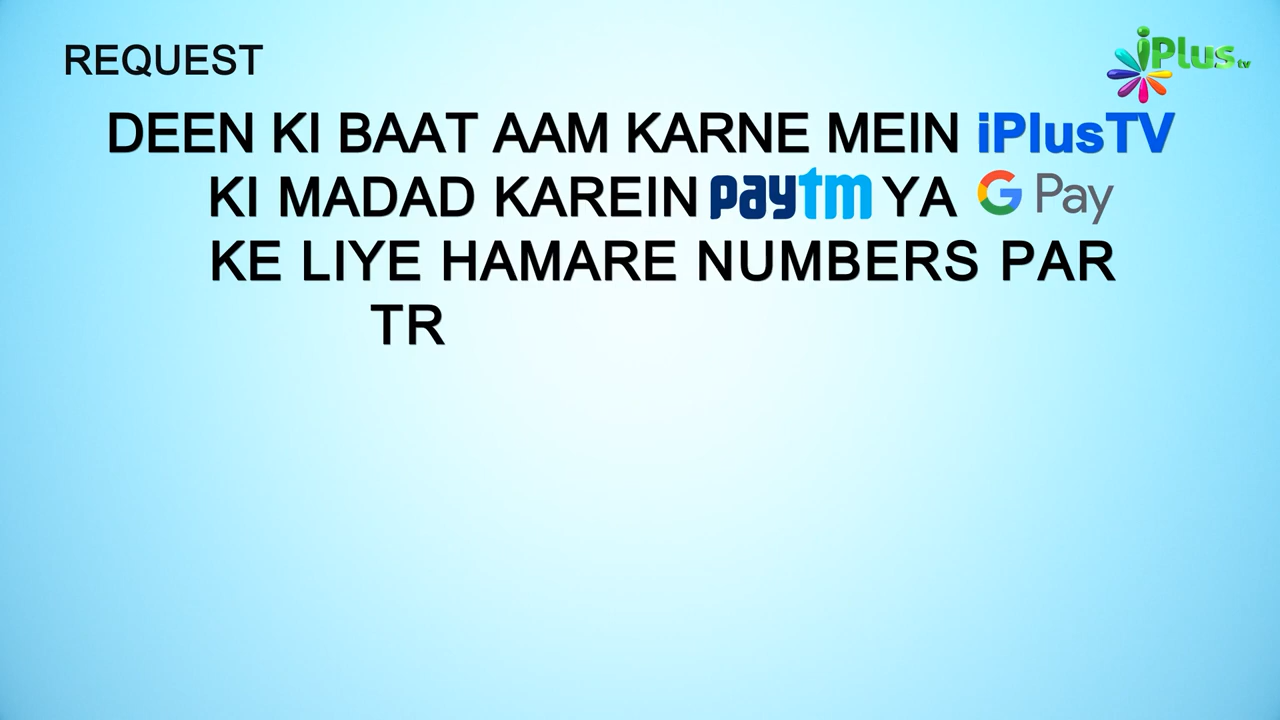 REQUEST
iPlus tv
DEEN KI BAAT AAM KARNE MEIN iPlusTV
KI MADAD KAREIN paytm YA G Pay
KE LIYE HAMARE NUMBERS PAR
TR